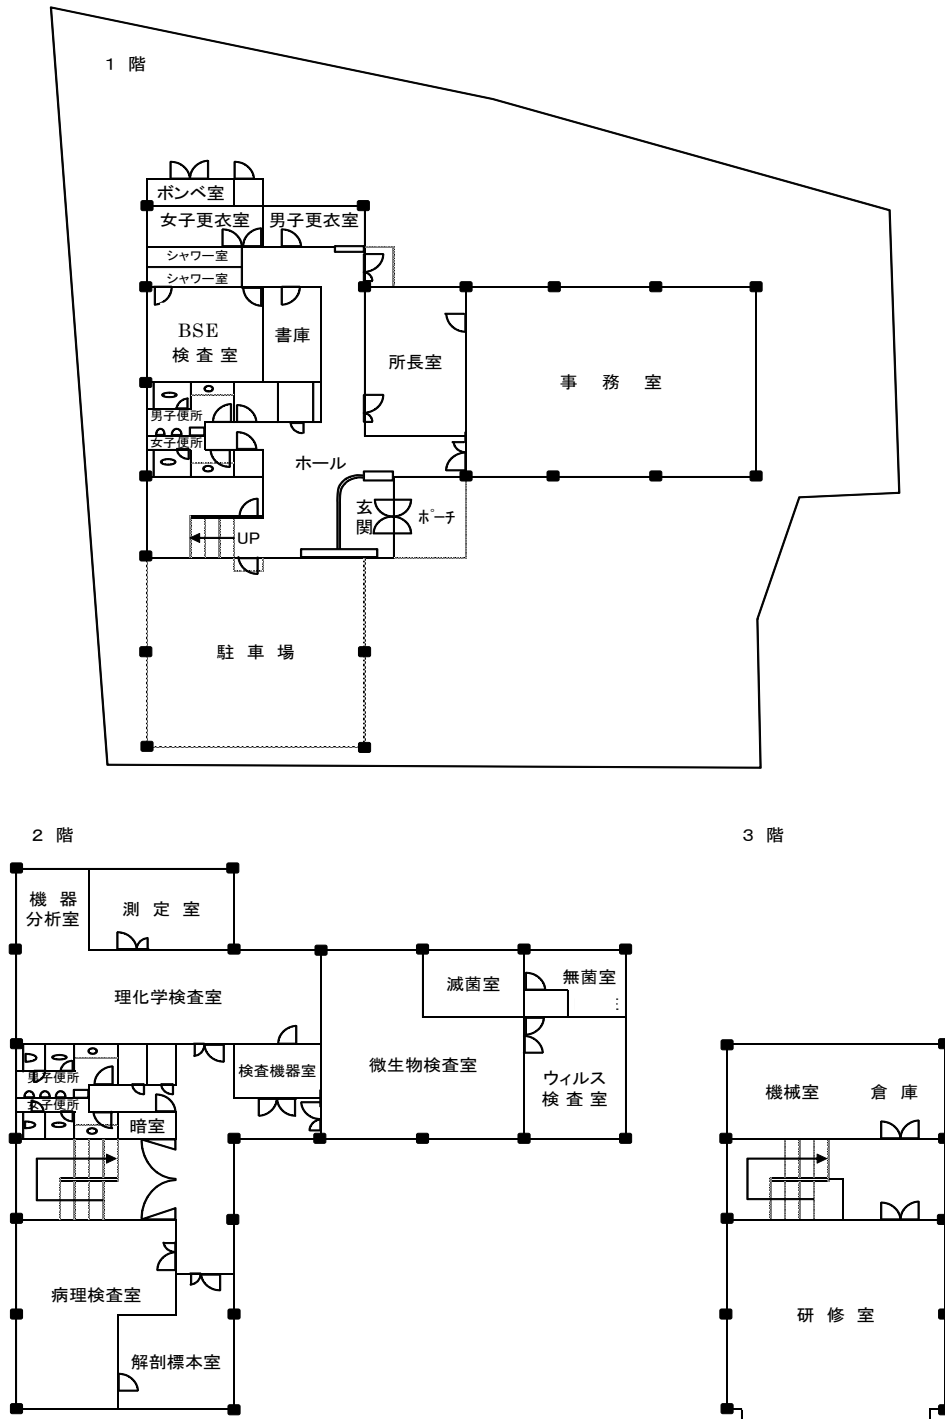 １ 階
ボンベ室
女子更衣室
男子更衣室
シャワー室
シャワー室
BSE
検 査 室
書庫
所長室
事 務 室
男子便所
女子便所
ホール
玄
関
ポーチ
UP
駐 車 場
２ 階
機 器
分析室
測 定 室
理化学検査室
滅菌室
無菌室
検査機器室
微生物検査室
ウィルス
検 査 室
男子便所
女子便所
暗室
病理検査室
解剖標本室
３ 階
機械室
倉 庫
研 修 室